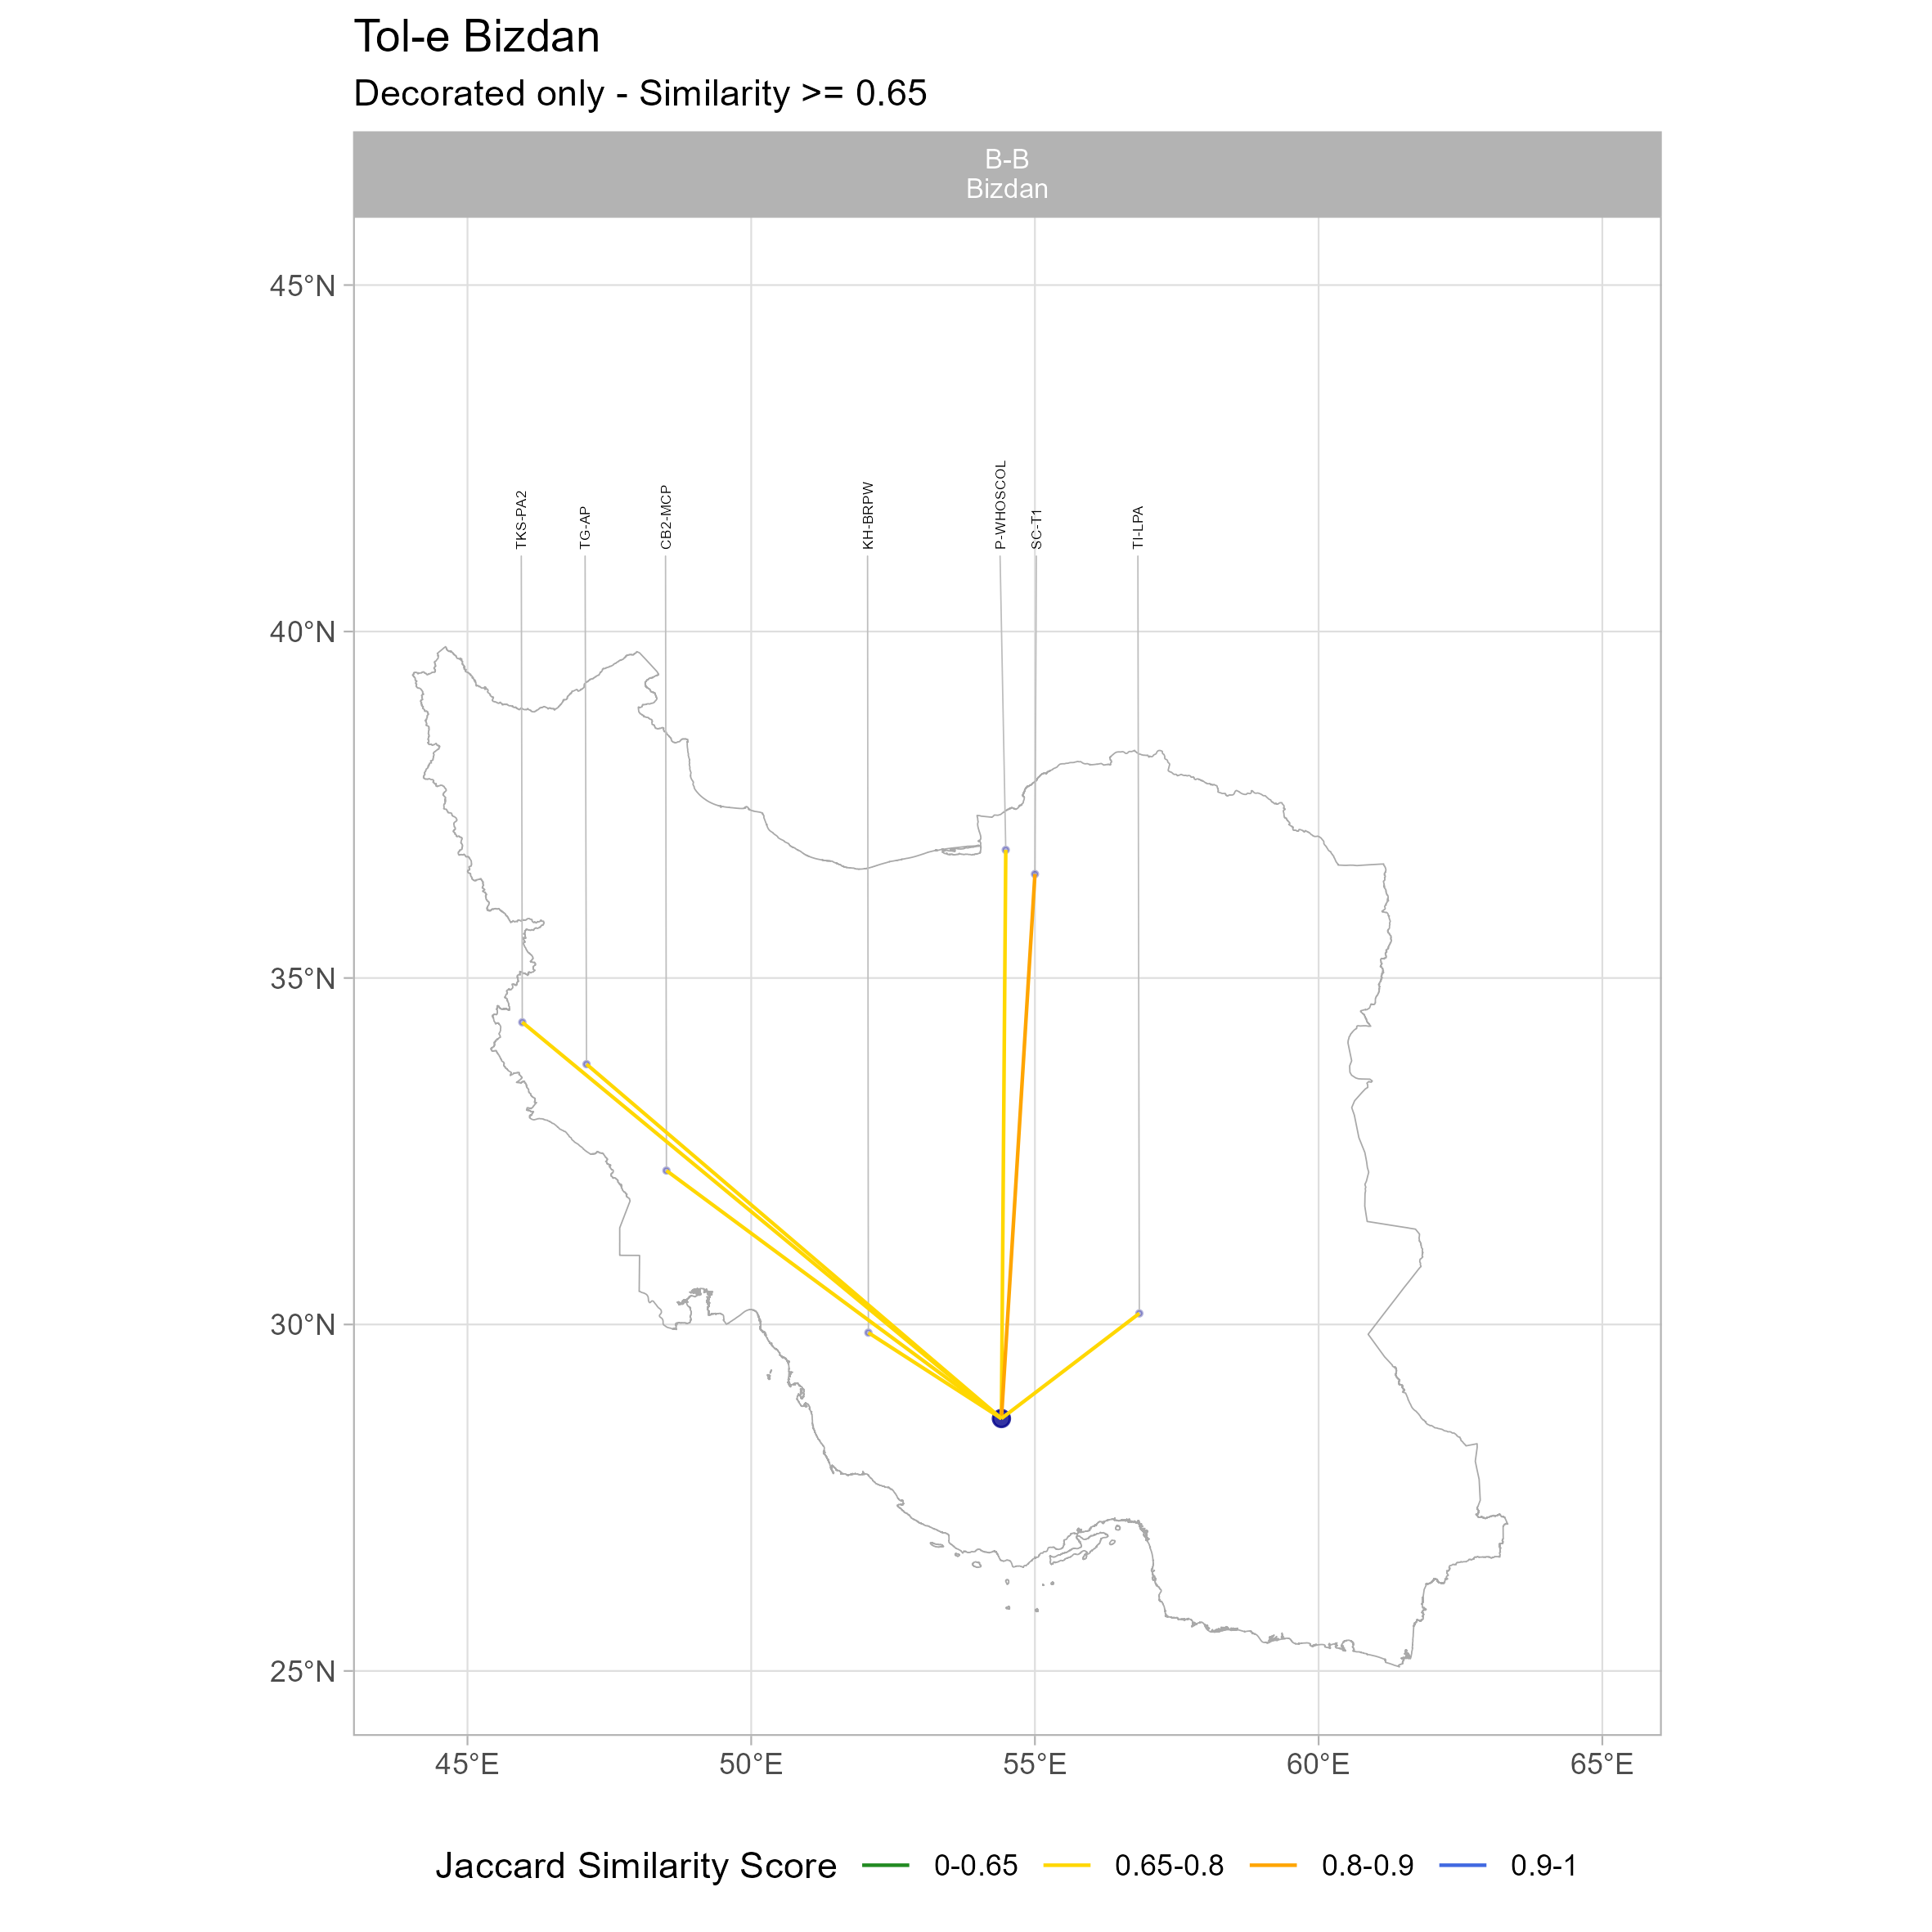 Tol-e Bizdan
Decorated only - Similarity >= 0.65
B-B
Bizdan
45°N
40°N
35°N
30°N
25°N
TKS-PA2
TG-AP
CB2-MCP
KH-BRPW
P-WHOSCOL
SC-T1
TI-LPA
45°E 50°E 55°E 60°E 65°E
Jaccard Similarity Score 0-0.65 0.65-0.8 0.8-0.9 0.9-1